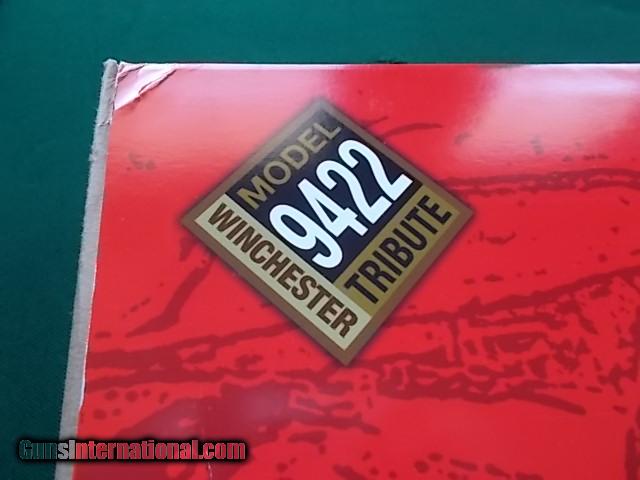 MODEL
9422
WINCHESTER
TRIBUTE
GunsInternational.com